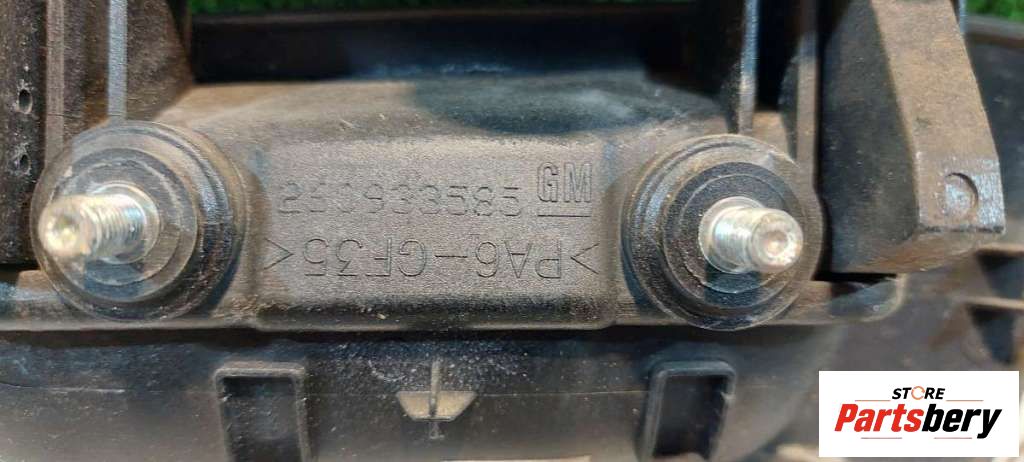 GM
>PA6-GF35<
STORE
Partsbery